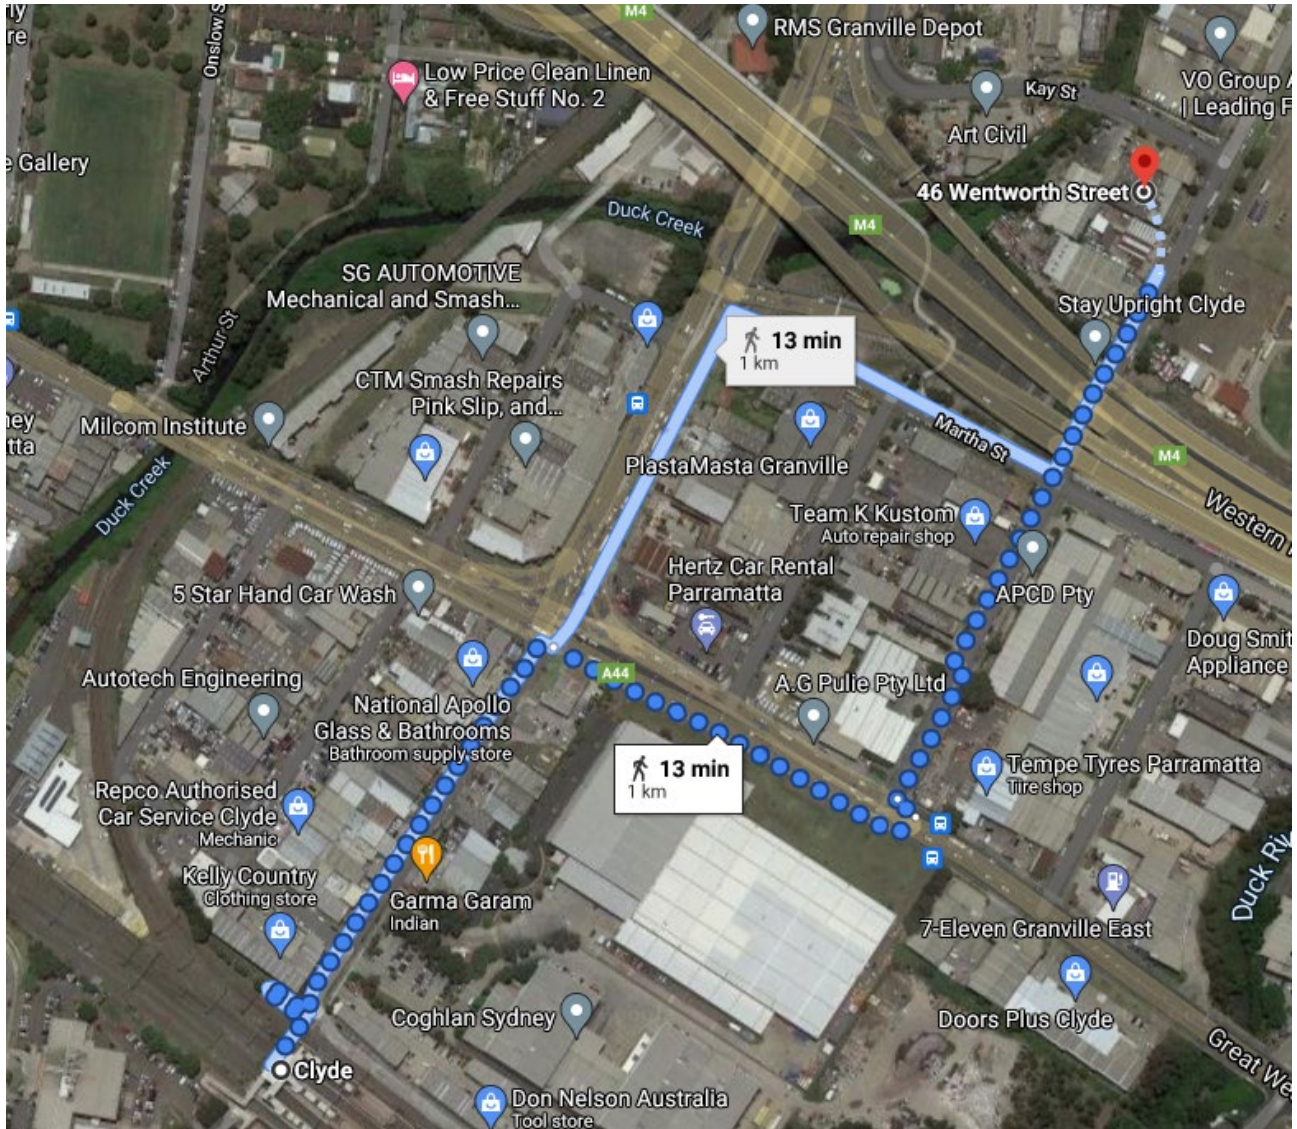 M4
RMS Granville Depot
Onslow S
Low Price Clean Linen
& Free Stuff No. 2
VO Group A
| Leading F
Kay St
Art Civil
e Gallery
46 Wentworth Street
Duck Creek
M4
SG AUTOMOTIVE
Mechanical and Smash...
Stay Upright Clyde
Arthur St
13 min
1 km
CTM Smash Repairs
Pink Slip, and...
Milcom Institute
Martha St
PlastaMasta Granville
M4
Duck Creek
Western
Team K Kustom
Auto repair shop
Hertz Car Rental
Parramatta
5 Star Hand Car Wash
APCD Pty
Doug Smit
Appliance
A44
Autotech Engineering
A.G Pulie Pty Ltd
National Apollo
Glass & Bathrooms
Bathroom supply store
13 min
1 km
Tempe Tyres Parramatta
Tire shop
Repco Authorised
Car Service Clyde
Mechanic
Duck Riv
Kelly Country
Clothing store
Garma Garam
Indian
7-Eleven Granville East
Coghlan Sydney
Doors Plus Clyde
Great We
Clyde
Don Nelson Australia
Tool store